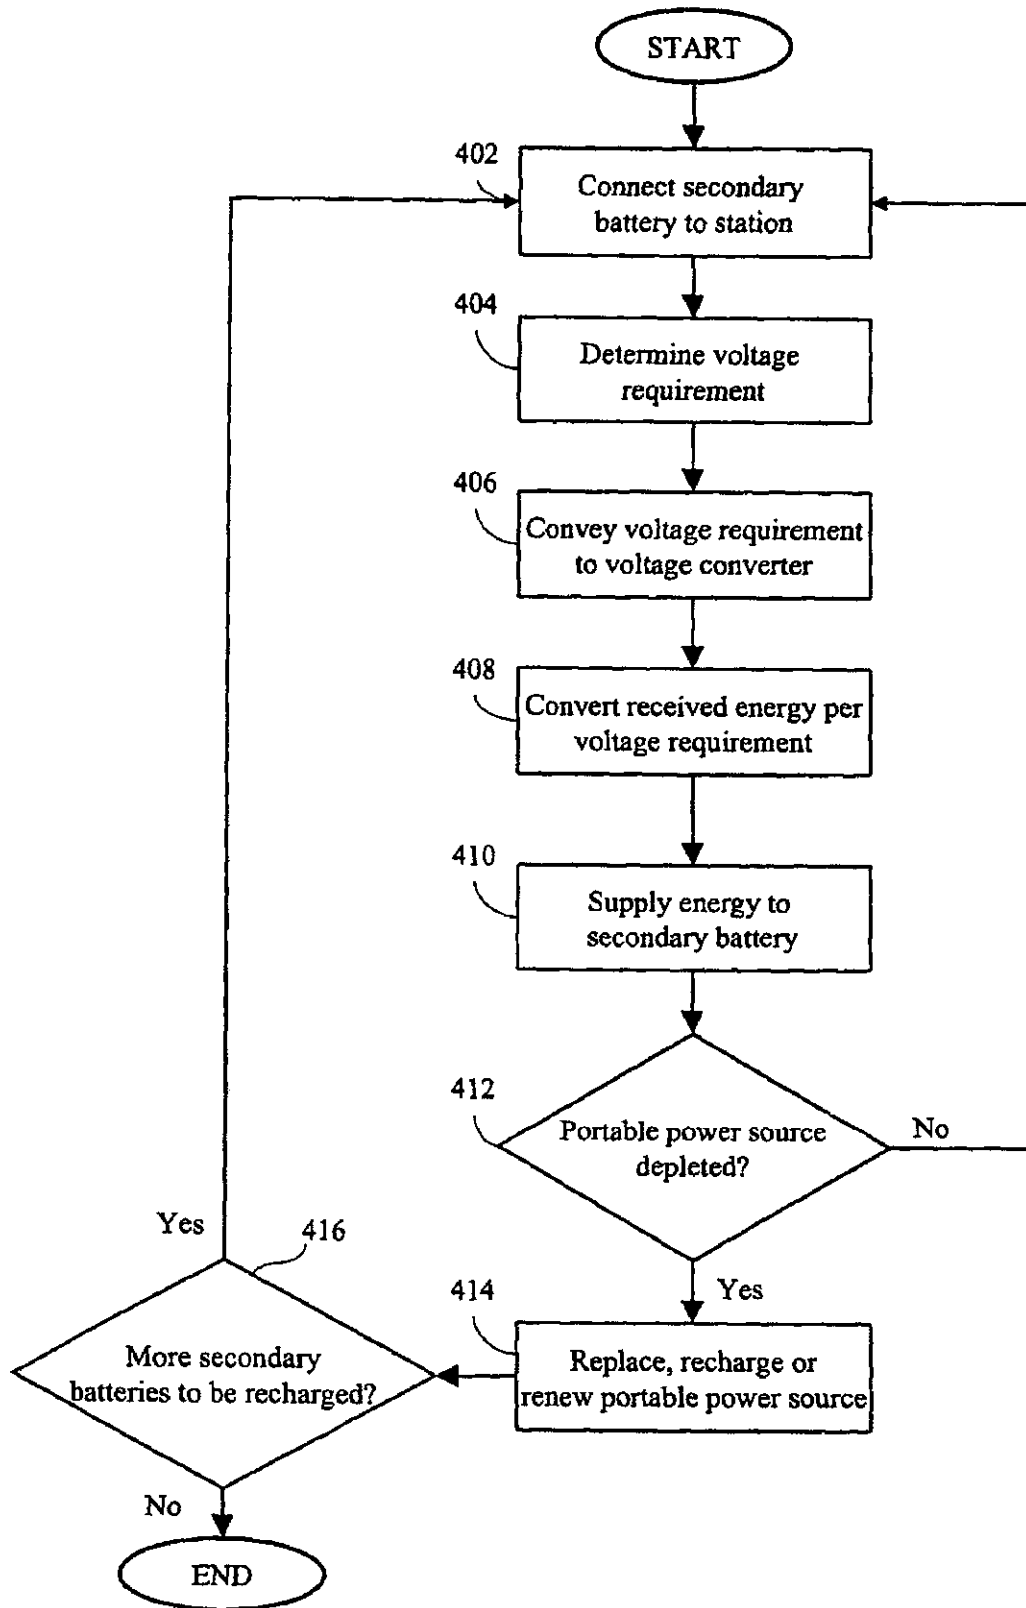 START
402
Connect secondary
battery to station
404
Determine voltage
requirement
406
Convey voltage requirement
to voltage converter
408
Convert received energy per
voltage requirement
410
Supply energy to
secondary battery
412
Portable power source
depleted?
No
Yes
414
Replace, recharge or
renew portable power source
416
Yes
More secondary
batteries to be recharged?
No
END